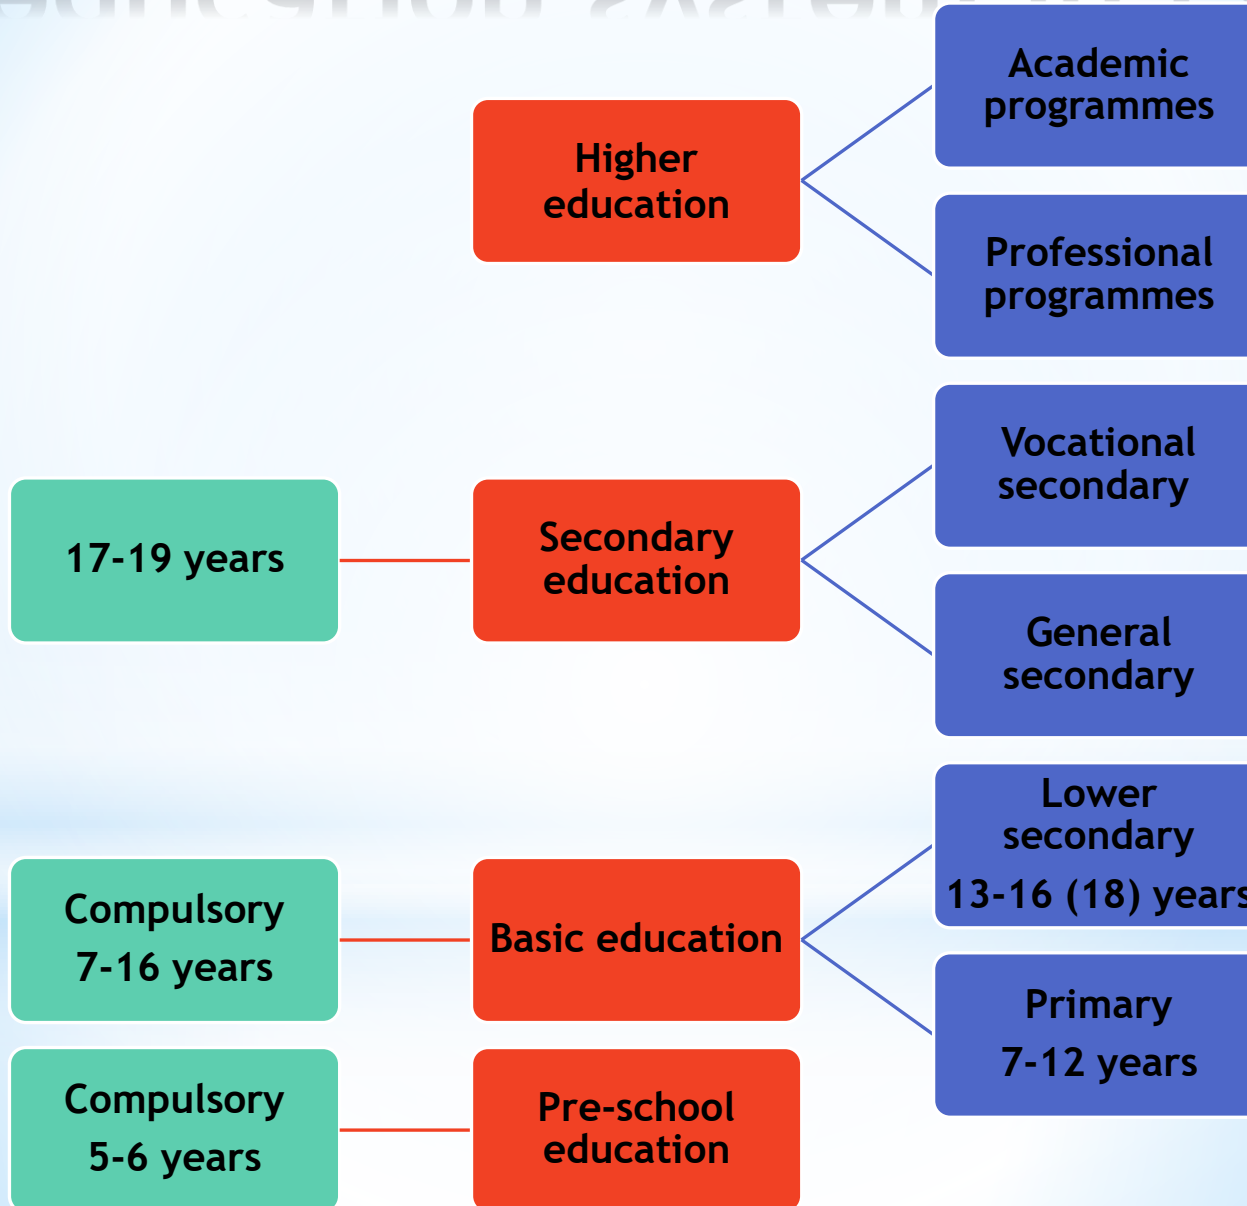 Academic
programmes
Higher
education
Professional
programmes
Vocational
secondary
17-19 years
Secondary
education
General
secondary
Lower
secondary
13-16 (18) years
Compulsory
7-16 years
Basic education
Primary
7-12 years
Compulsory
5-6 years
Pre-school
education